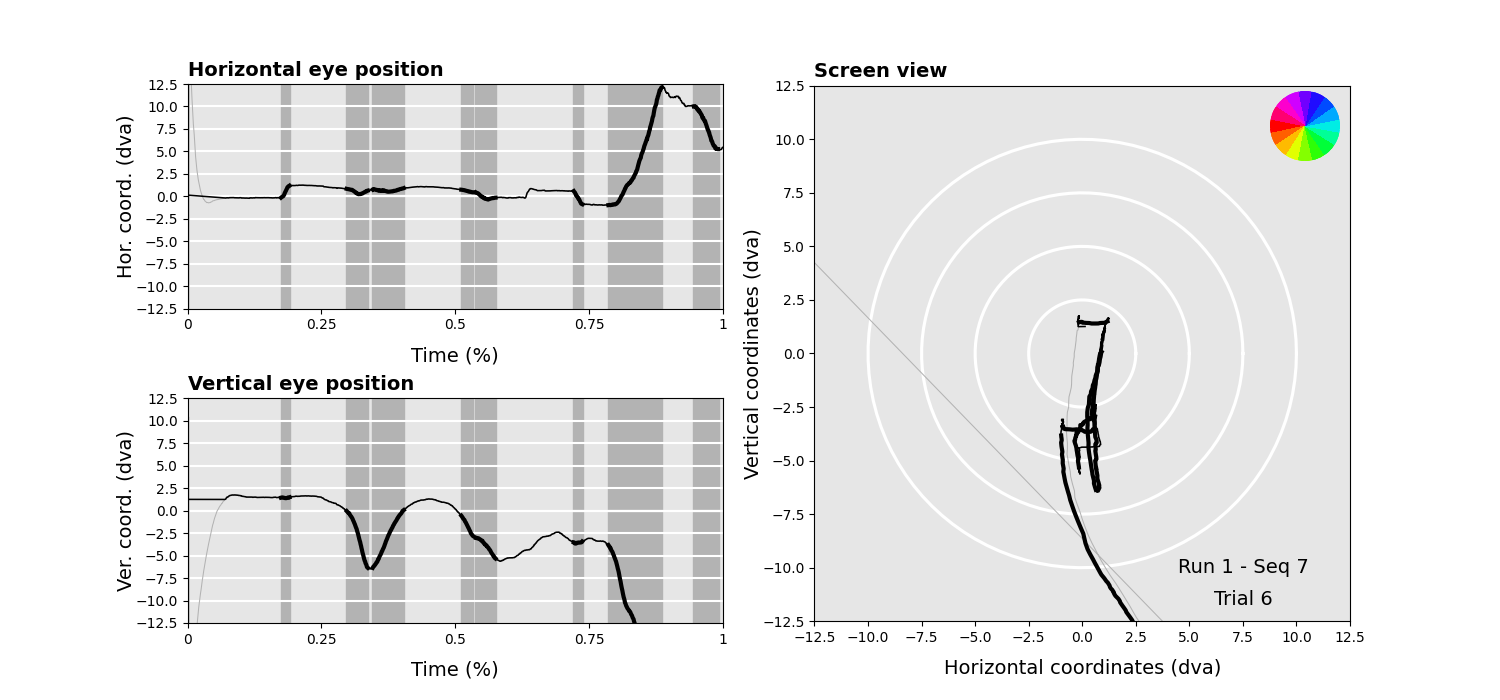 Horizontal eye position
Hor. coord. (dva)
12.5
10.0
7.5
5.0
2.5
0.0
−2.5
−5.0
−7.5
−10.0
−12.5
0 0.25 0.5 0.75 1
Time (%)
Vertical eye position
Ver. coord. (dva)
12.5
10.0
7.5
5.0
2.5
0.0
−2.5
−5.0
−7.5
−10.0
−12.5
0 0.25 0.5 0.75 1
Time (%)
Screen view
Vertical coordinates (dva)
12.5
10.0
7.5
5.0
2.5
0.0
−2.5
−5.0
−7.5
−10.0
−12.5
Run 1 - Seq 7
Trial 6
−12.5 −10.0 −7.5 −5.0 −2.5 0.0 2.5 5.0 7.5 10.0 12.5
Horizontal coordinates (dva)